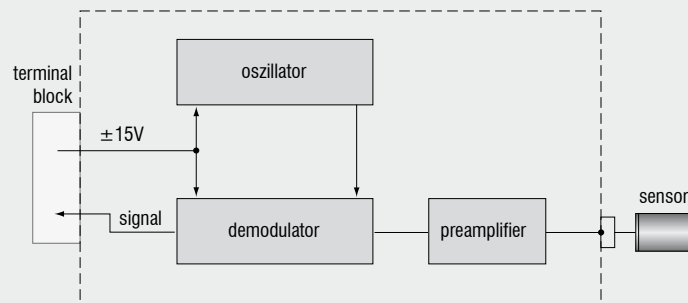 oszillator
terminal
block
±15V
sensor
signal
demodulator
preamplifier